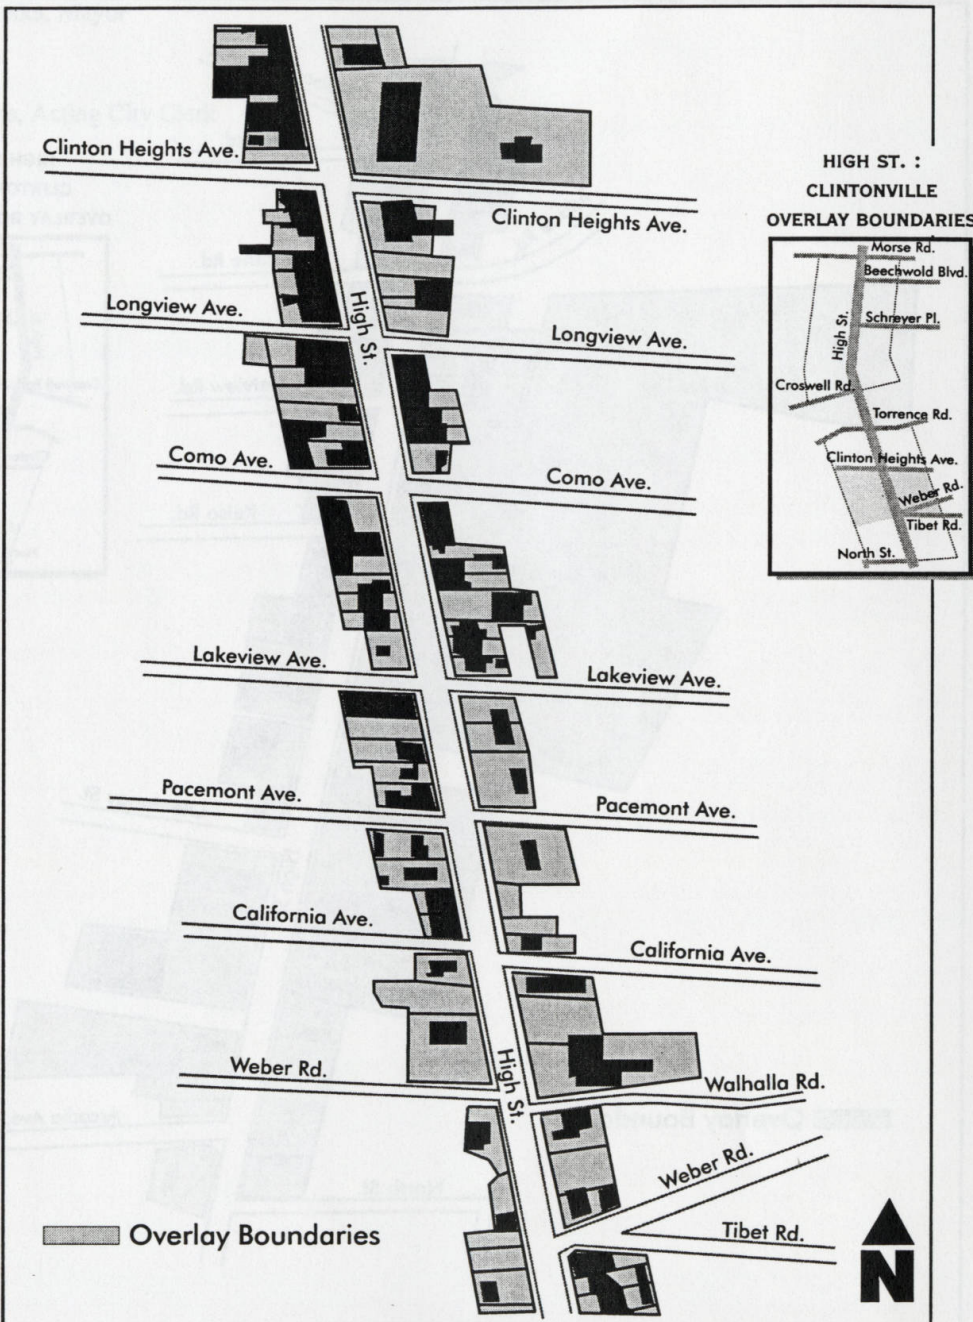 Acting City Clerk
Clinton Heights Ave.
Clinton Heights Ave.
Longview Ave.
High St.
Longview Ave.
Como Ave.
Como Ave.
Lakeview Ave.
Lakeview Ave.
Pacemont Ave.
Pacemont Ave.
California Ave.
California Ave.
Weber Rd.
High St.
Walhalla Rd.
Weber Rd.
Tibet Rd.
Overlay Boundaries
N
HIGH ST. :
CLINTONVILLE
OVERLAY BOUNDARIES
Morse Rd.
Beechwold Blvd.
Schreyer Pl.
High St.
Croswell Rd.
Torrence Rd.
Clinton Heights Ave.
Weber Rd.
Tibet Rd.
North St.